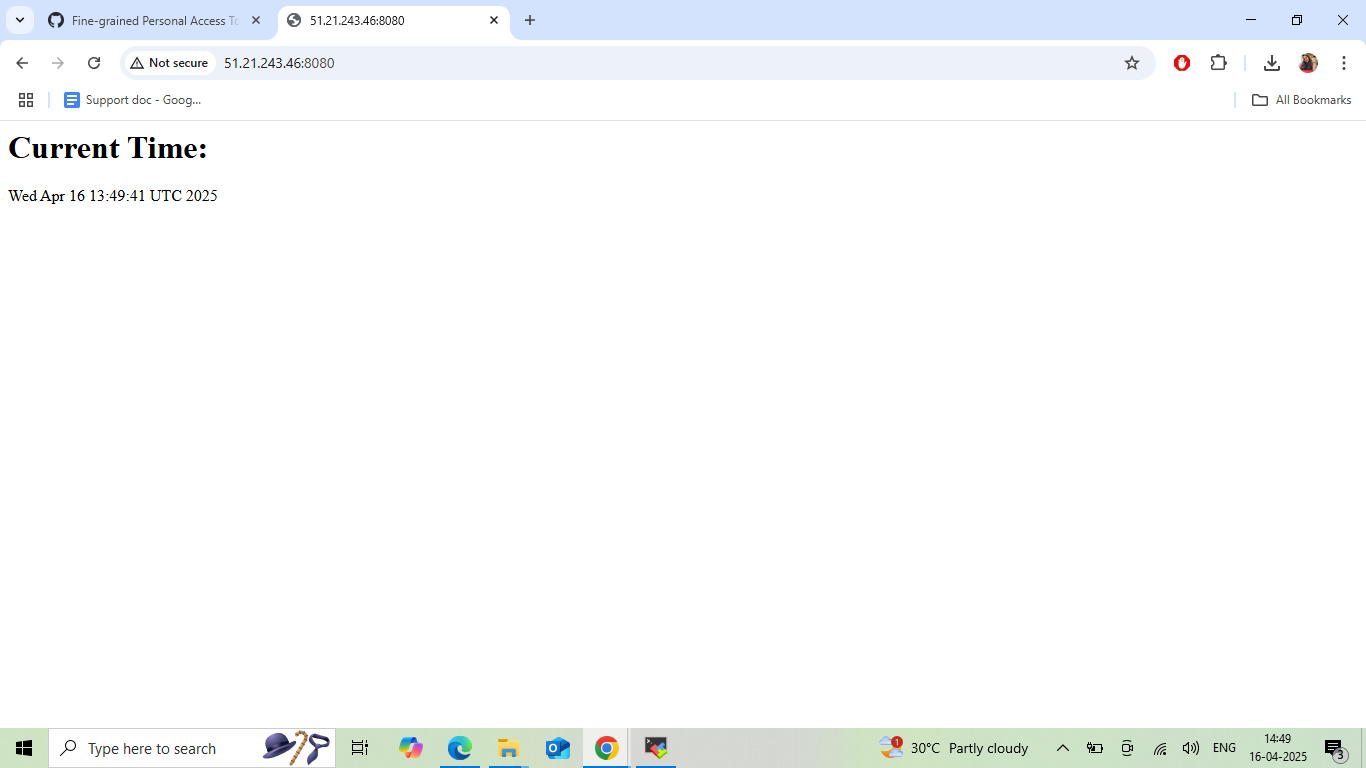 Fine-grained Personal Access To
51.21.243.46:8080
Not secure
51.21.243.46:8080
Support doc - Goog...
All Bookmarks
Current Time:
Wed Apr 16 13:49:41 UTC 2025
Type here to search
1
30°C Partly cloudy
ENG
14:49
16-04-2025
3